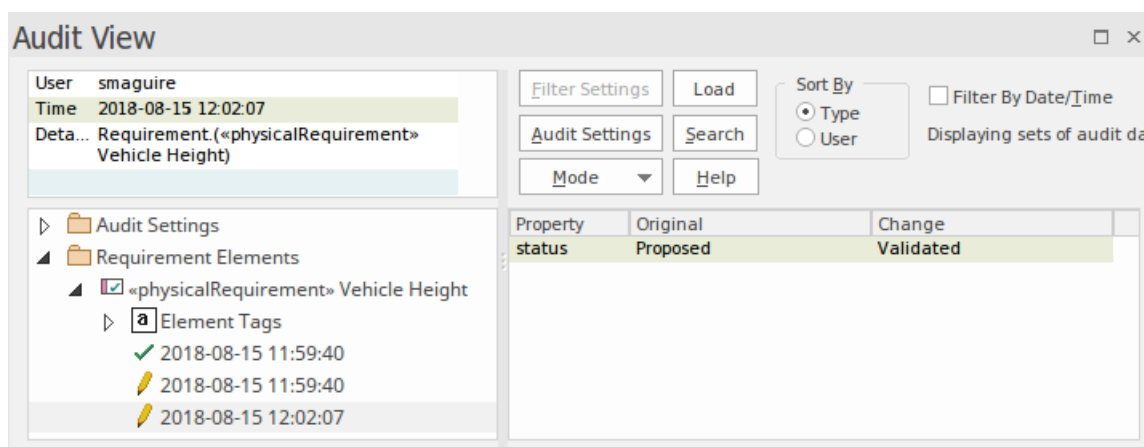 Audit View
User smaguire
Time 2018-08-15 12:02:07
Deta... Requirement.(«physicalRequirement»
Vehicle Height)
Filter Settings Load
Audit Settings Search
Mode Help
Sort By
Type
User
Filter By Date/Time
Displaying sets of audit da
Audit Settings
Requirement Elements
«physicalRequirement» Vehicle Height
a Element Tags
2018-08-15 11:59:40
2018-08-15 11:59:40
2018-08-15 12:02:07
Property Original Change
status Proposed Validated